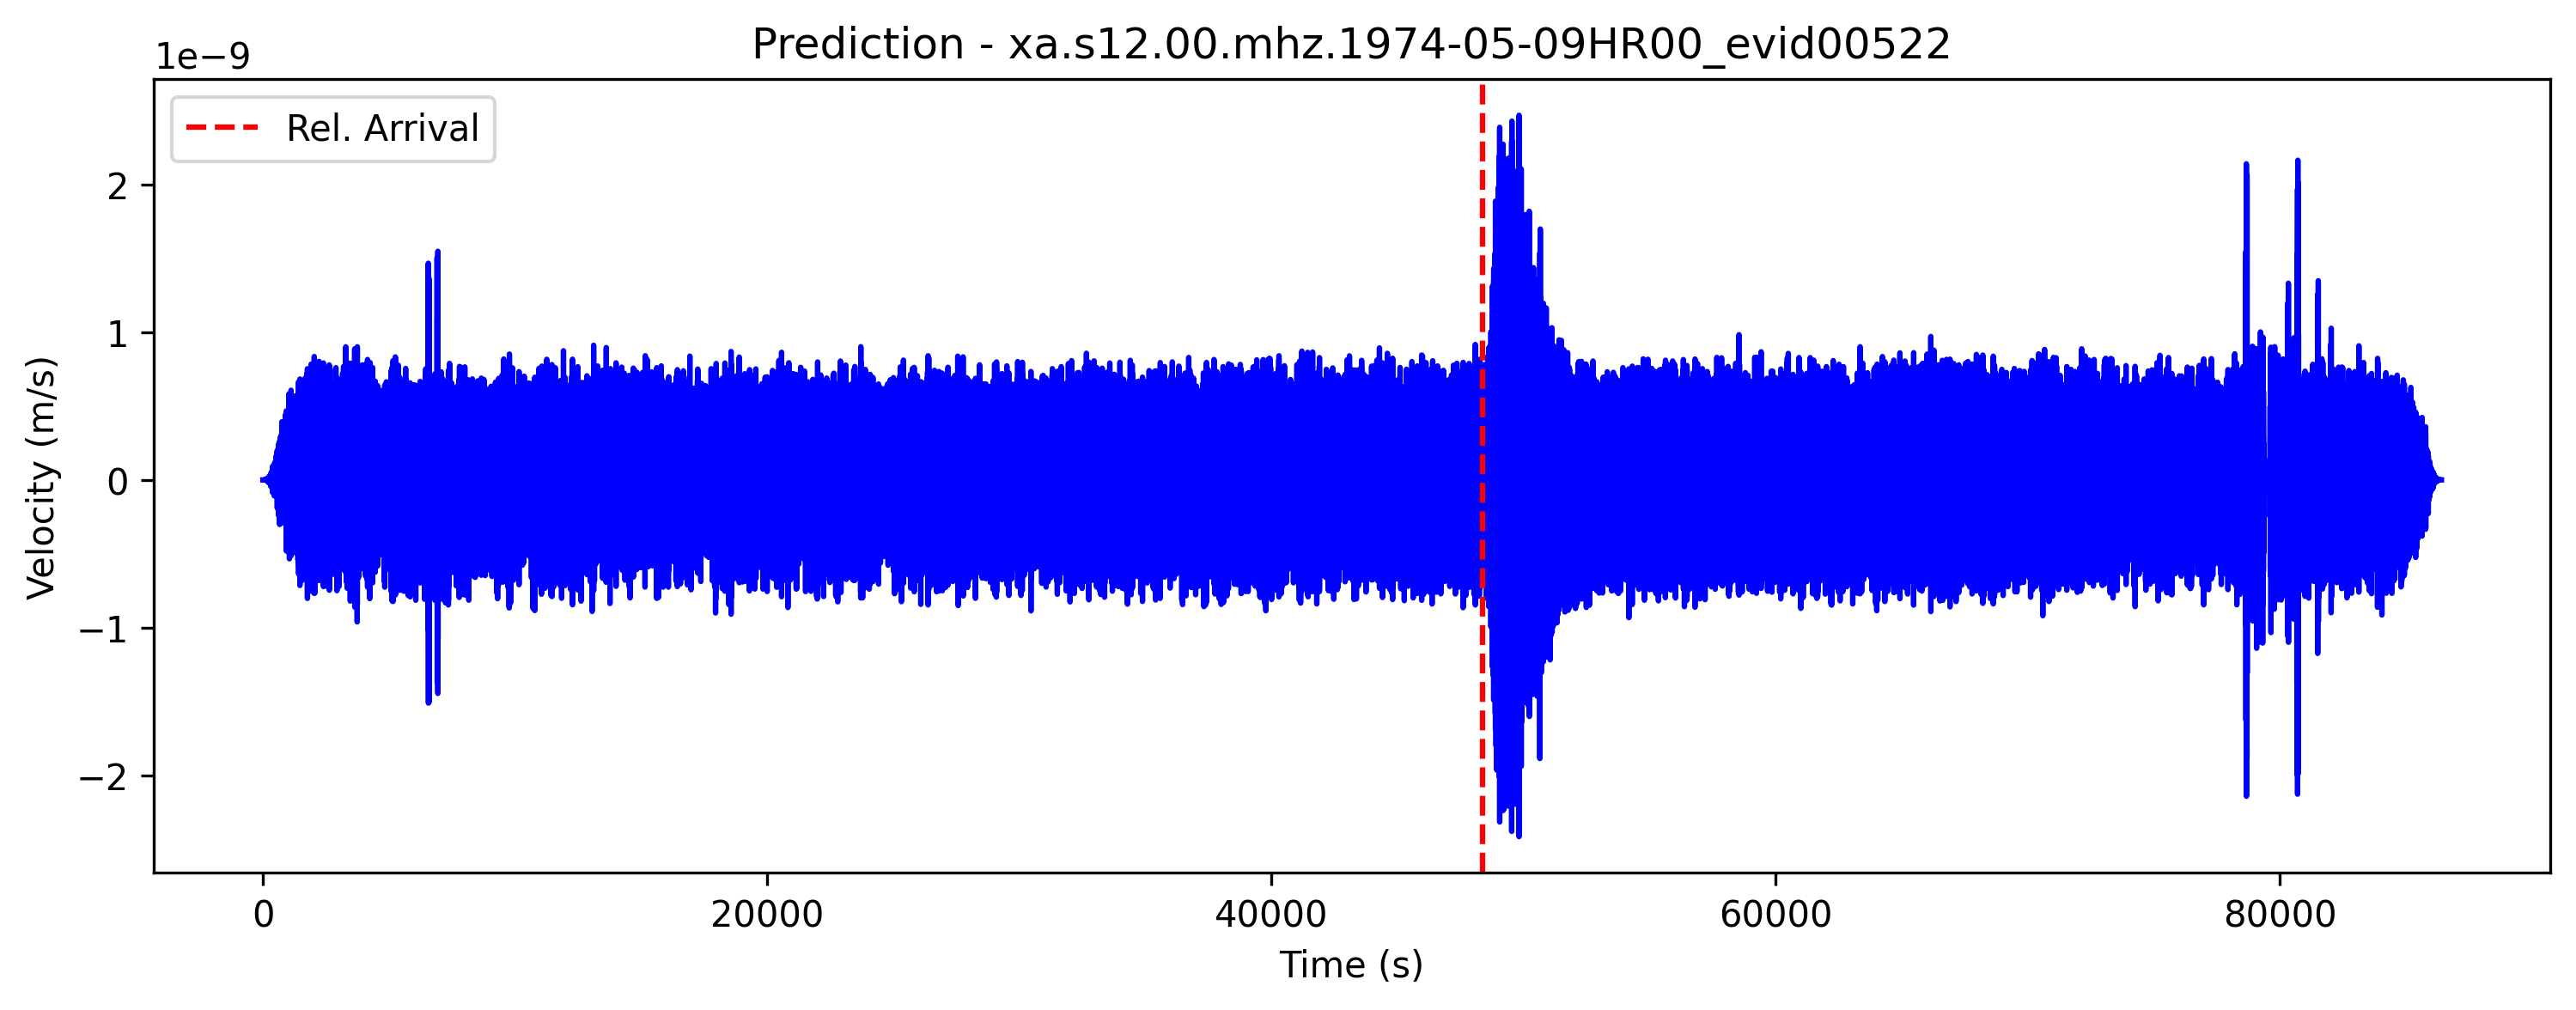 Prediction - xa.s12.00.mhz.1974-05-09HR00_evid00522
1e−9
Rel. Arrival
2
1
0
−1
−2
Velocity (m/s)
0 20000 40000 60000 80000
Time (s)